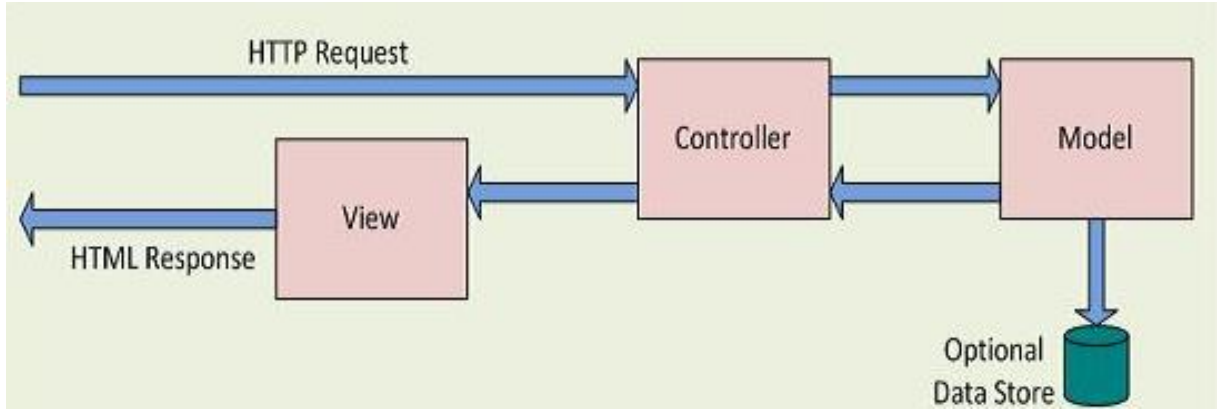 HTTP Request
Controller
Model
View
HTML Response
Optional
Data Store